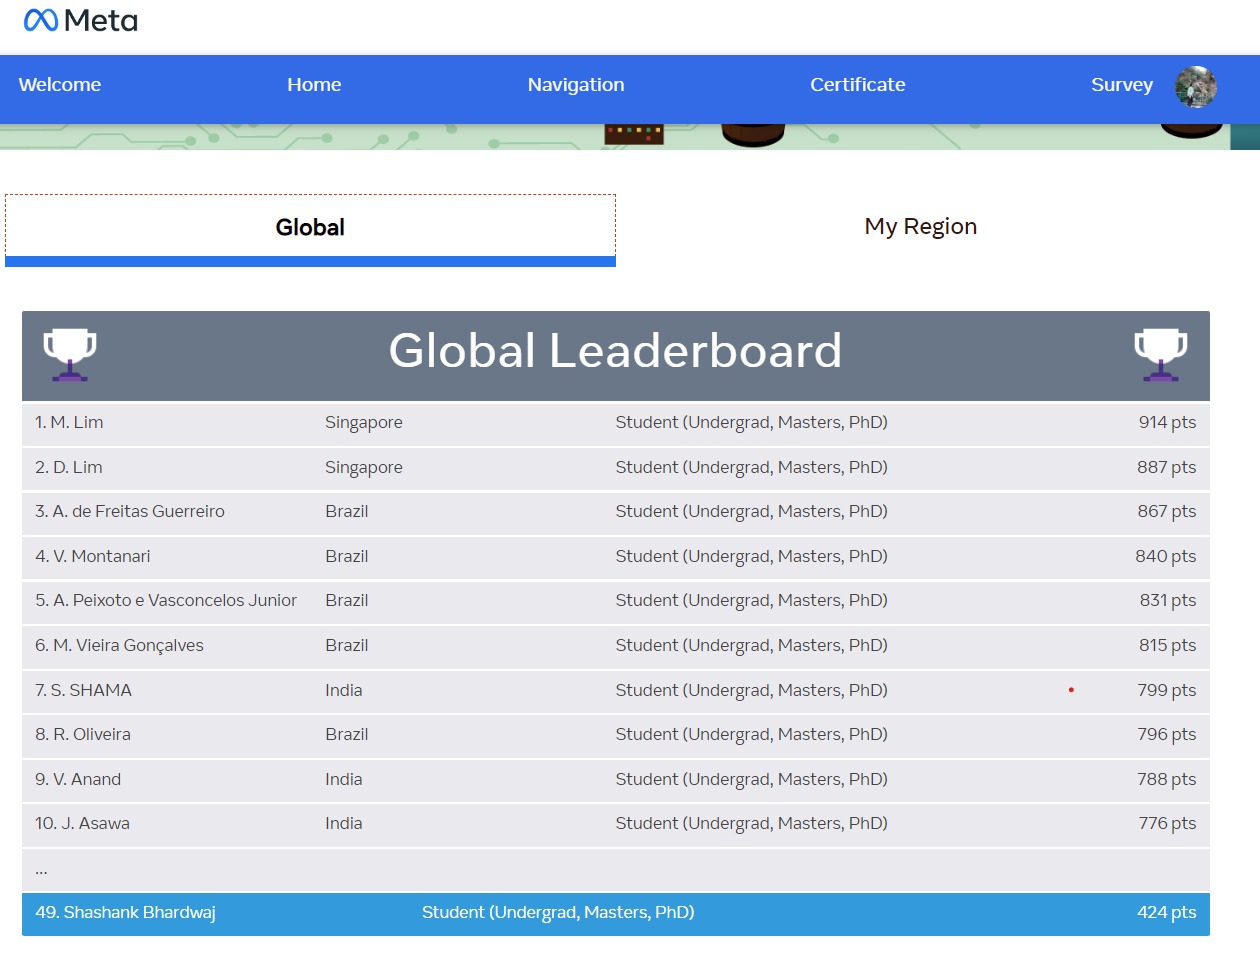 Meta
Welcome Home Navigation Certificate Survey
Global My Region
Global Leaderboard
1. M. Lim Singapore Student (Undergrad, Masters, PhD) 914 pts
2. D. Lim Singapore Student (Undergrad, Masters, PhD) 887 pts
3. A. de Freitas Guerreiro Brazil Student (Undergrad, Masters, PhD) 867 pts
4. V. Montanari Brazil Student (Undergrad, Masters, PhD) 840 pts
5. A. Peixoto e Vasconcelos Junior Brazil Student (Undergrad, Masters, PhD) 831 pts
6. M. Vieira Gonçalves Brazil Student (Undergrad, Masters, PhD) 815 pts
7. S. SHAMA India Student (Undergrad, Masters, PhD) 799 pts
8. R. Oliveira Brazil Student (Undergrad, Masters, PhD) 796 pts
9. V. Anand India Student (Undergrad, Masters, PhD) 788 pts
10. J. Asawa India Student (Undergrad, Masters, PhD) 776 pts
...
49. Shashank Bhardwaj Student (Undergrad, Masters, PhD) 424 pts